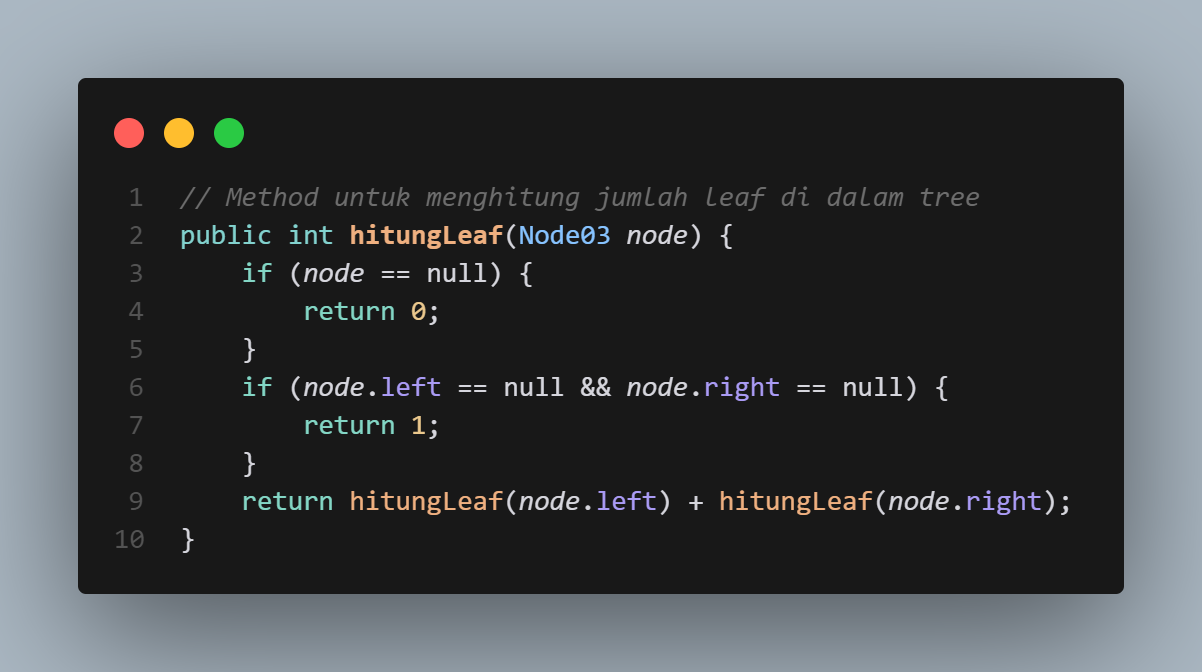 1 // Method untuk menghitung jumlah leaf di dalam tree
2 public int hitungLeaf(Node03 node) {
3     if (node == null) {
4         return 0;
5     }
6     if (node.left == null && node.right == null) {
7         return 1;
8     }
9     return hitungLeaf(node.left) + hitungLeaf(node.right);
10 }